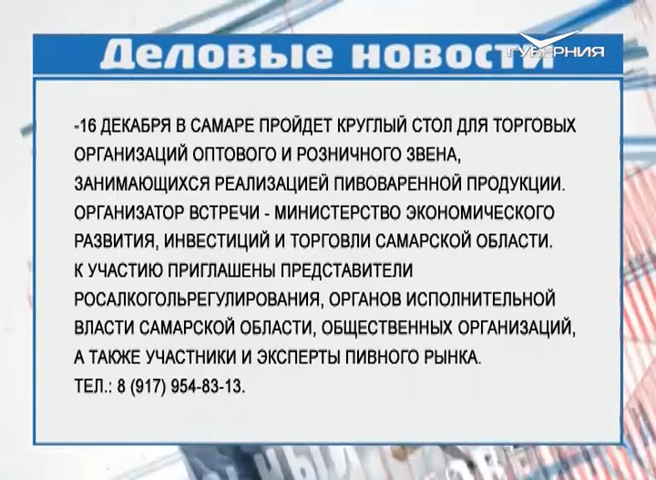 Деловые новости
ГУБЕРНИЯ
-16 ДЕКАБРЯ В САМАРЕ ПРОЙДЕТ КРУГЛЫЙ СТОЛ ДЛЯ ТОРГОВЫХ
ОРГАНИЗАЦИЙ ОПТОВОГО И РОЗНИЧНОГО ЗВЕНА,
ЗАНИМАЮЩИХСЯ РЕАЛИЗАЦИЕЙ ПИВОВАРЕННОЙ ПРОДУКЦИИ.
ОРГАНИЗАТОР ВСТРЕЧИ - МИНИСТЕРСТВО ЭКОНОМИЧЕСКОГО
РАЗВИТИЯ, ИНВЕСТИЦИЙ И ТОРГОВЛИ САМАРСКОЙ ОБЛАСТИ.
К УЧАСТИЮ ПРИГЛАШЕНЫ ПРЕДСТАВИТЕЛИ
РОСАЛКОГОЛЬРЕГУЛИРОВАНИЯ, ОРГАНОВ ИСПОЛНИТЕЛЬНОЙ
ВЛАСТИ САМАРСКОЙ ОБЛАСТИ, ОБЩЕСТВЕННЫХ ОРГАНИЗАЦИЙ,
А ТАКЖЕ УЧАСТНИКИ И ЭКСПЕРТЫ ПИВНОГО РЫНКА.
ТЕЛ.: 8 (917) 954-83-13.